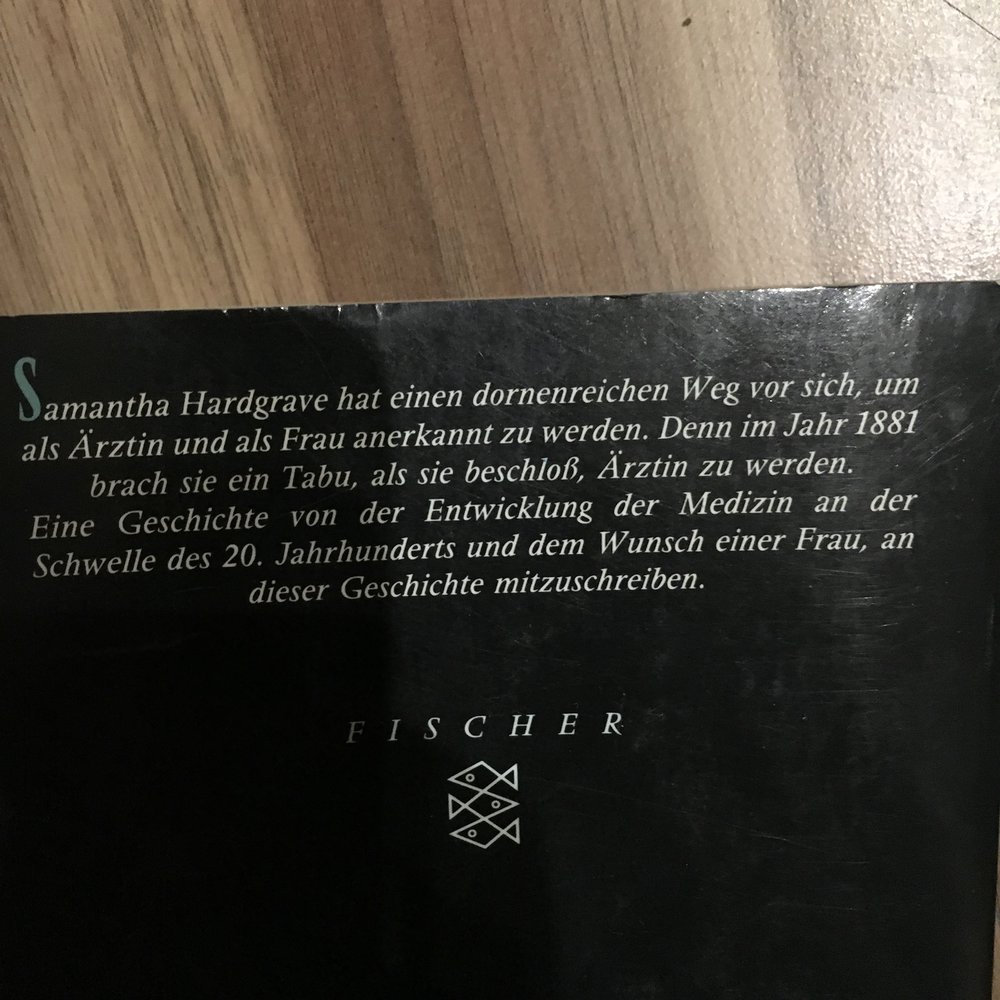 Samantha Hardgrave hat einen dornenreichen Weg vor sich, um
als Ärztin und als Frau anerkannt zu werden. Denn im Jahr 1881
brach sie ein Tabu, als sie beschloß, Ärztin zu werden.
Eine Geschichte von der Entwicklung der Medizin an der
Schwelle des 20. Jahrhunderts und dem Wunsch einer Frau, an
dieser Geschichte mitzuschreiben.
FISCHER